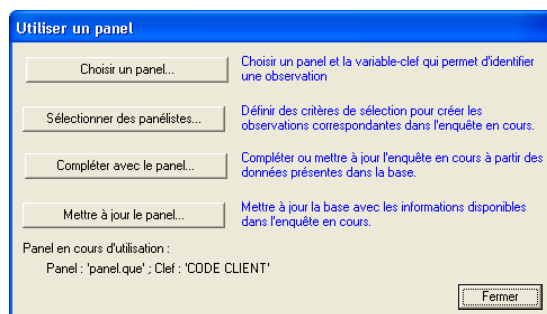 Utiliser un panel
Choisir un panel...
Choisir un panel et la variable-clef qui permet d'identifier
une observation
Sélectionner des panélistes...
Définir des critères de sélection pour créer les
observations correspondantes dans l'enquête en cours.
Compléter avec le panel...
Compléter ou mettre à jour l'enquête en cours à partir des
données présentes dans la base.
Mettre à jour le panel...
Mettre à jour la base avec les informations disponibles
dans l'enquête en cours.
Panel en cours d'utilisation :
Panel : 'panel.que' ; Clef : 'CODE CLIENT'
Fermer